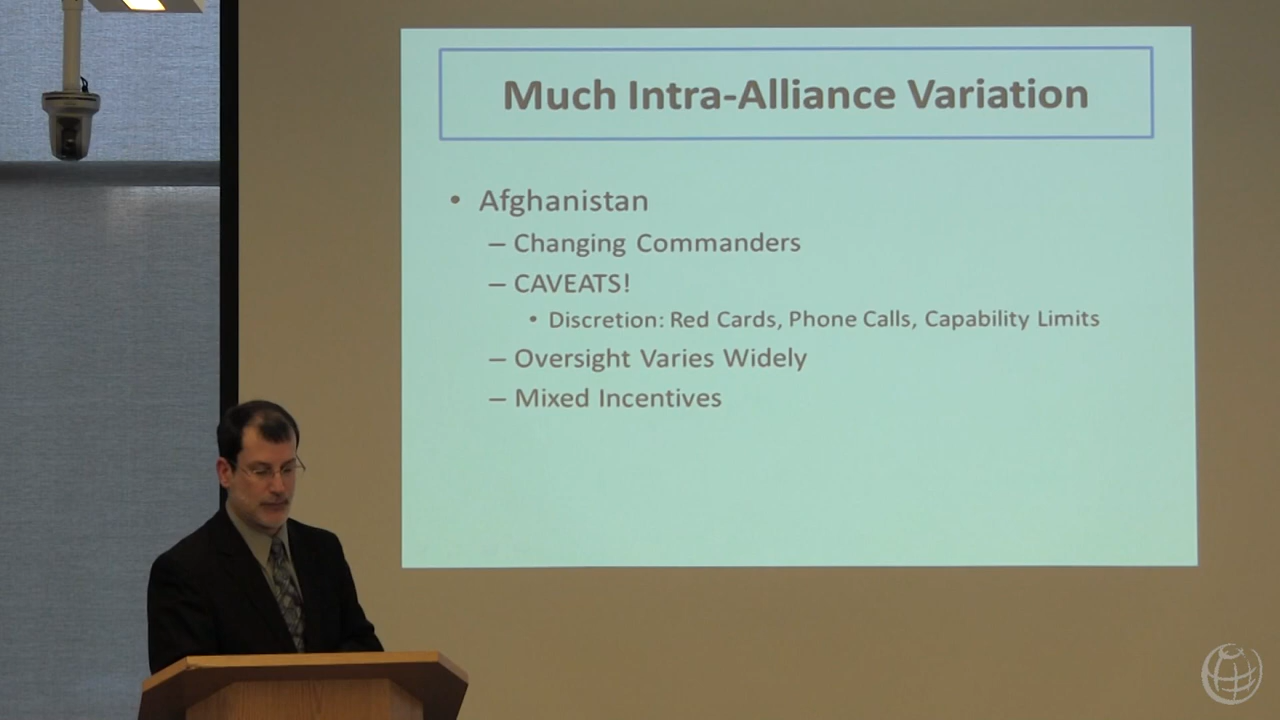 Much Intra-Alliance Variation
• Afghanistan
– Changing Commanders
– CAVEATS!
• Discretion: Red Cards, Phone Calls, Capability Limits
– Oversight Varies Widely
– Mixed Incentives